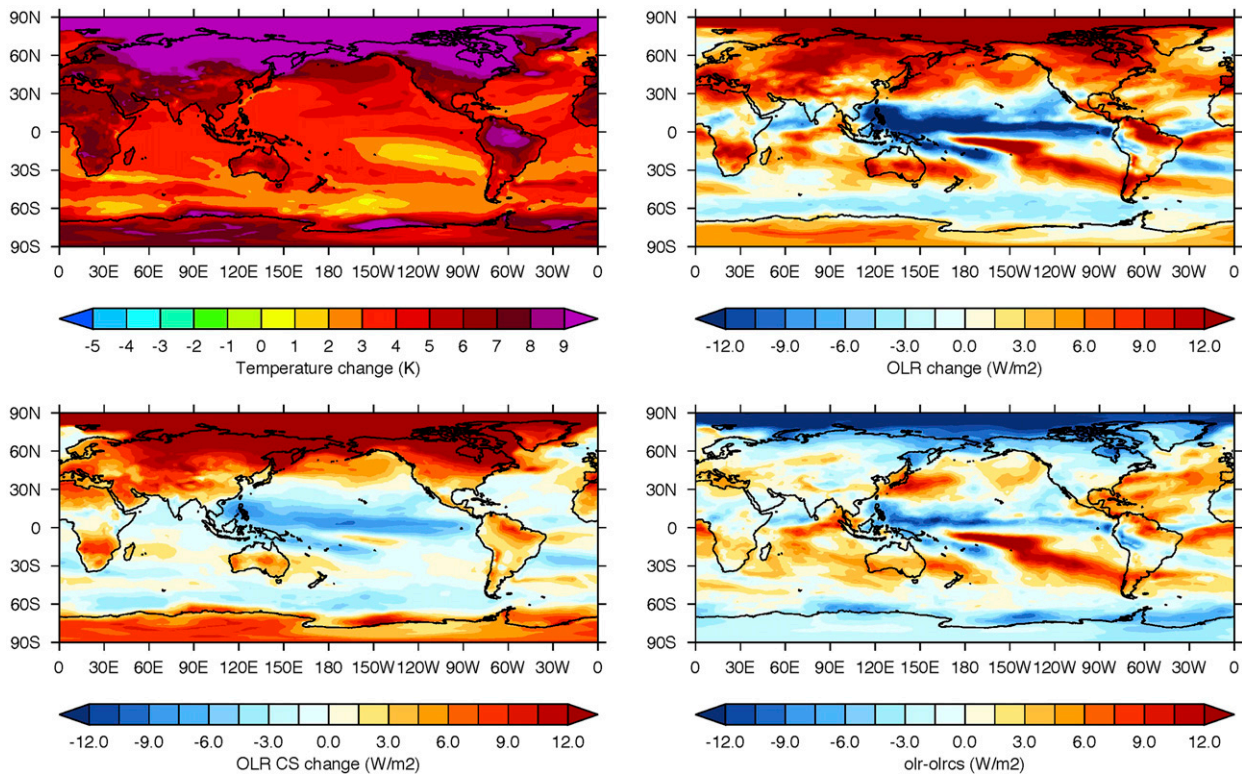 90N
60N
30N
0
30S
60S
90S
0 30E 60E 90E 120E 150E 180 150W 120W 90W 60W 30W 0
-5 -4 -3 -2 -1 0 1 2 3 4 5 6 7 8 9
Temperature change (K)
90N
60N
30N
0
30S
60S
90S
0 30E 60E 90E 120E 150E 180 150W 120W 90W 60W 30W 0
-12.0 -9.0 -6.0 -3.0 0.0 3.0 6.0 9.0 12.0
OLR change (W/m2)
90N
60N
30N
0
30S
60S
90S
0 30E 60E 90E 120E 150E 180 150W 120W 90W 60W 30W 0
-12.0 -9.0 -6.0 -3.0 0.0 3.0 6.0 9.0 12.0
OLR CS change (W/m2)
90N
60N
30N
0
30S
60S
90S
0 30E 60E 90E 120E 150E 180 150W 120W 90W 60W 30W 0
-12.0 -9.0 -6.0 -3.0 0.0 3.0 6.0 9.0 12.0
olr-olrcs (W/m2)